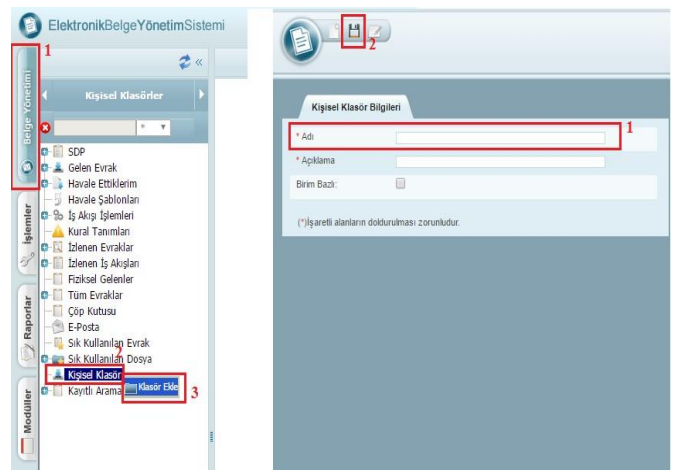 ElektronikBelgeYönetimSistemi
1
Belge Yönetimi
İşlemler
Raporlar
Modüller
«
Kişisel Klasörler
*
SDP
Gelen Evrak
Havale Ettiklerim
Havale Şablonları
İş Akışı İşlemleri
Kural Tanımları
İzlenen Evraklar
İzlenen İş Akışları
Fiziksel Gelenler
Tüm Evraklar
Çöp Kutusu
E-Posta
Sık Kullanılan Evrak
2
Sık Kullanılan Dosya
Kişisel Klasör
Klasör Ekle
3
Kayıtlı Arama
2
Kişisel Klasör Bilgileri
* Adı
1
* Açıklama
Birim Bazlı:
(*)İşaretli alanların doldurulması zorunludur.